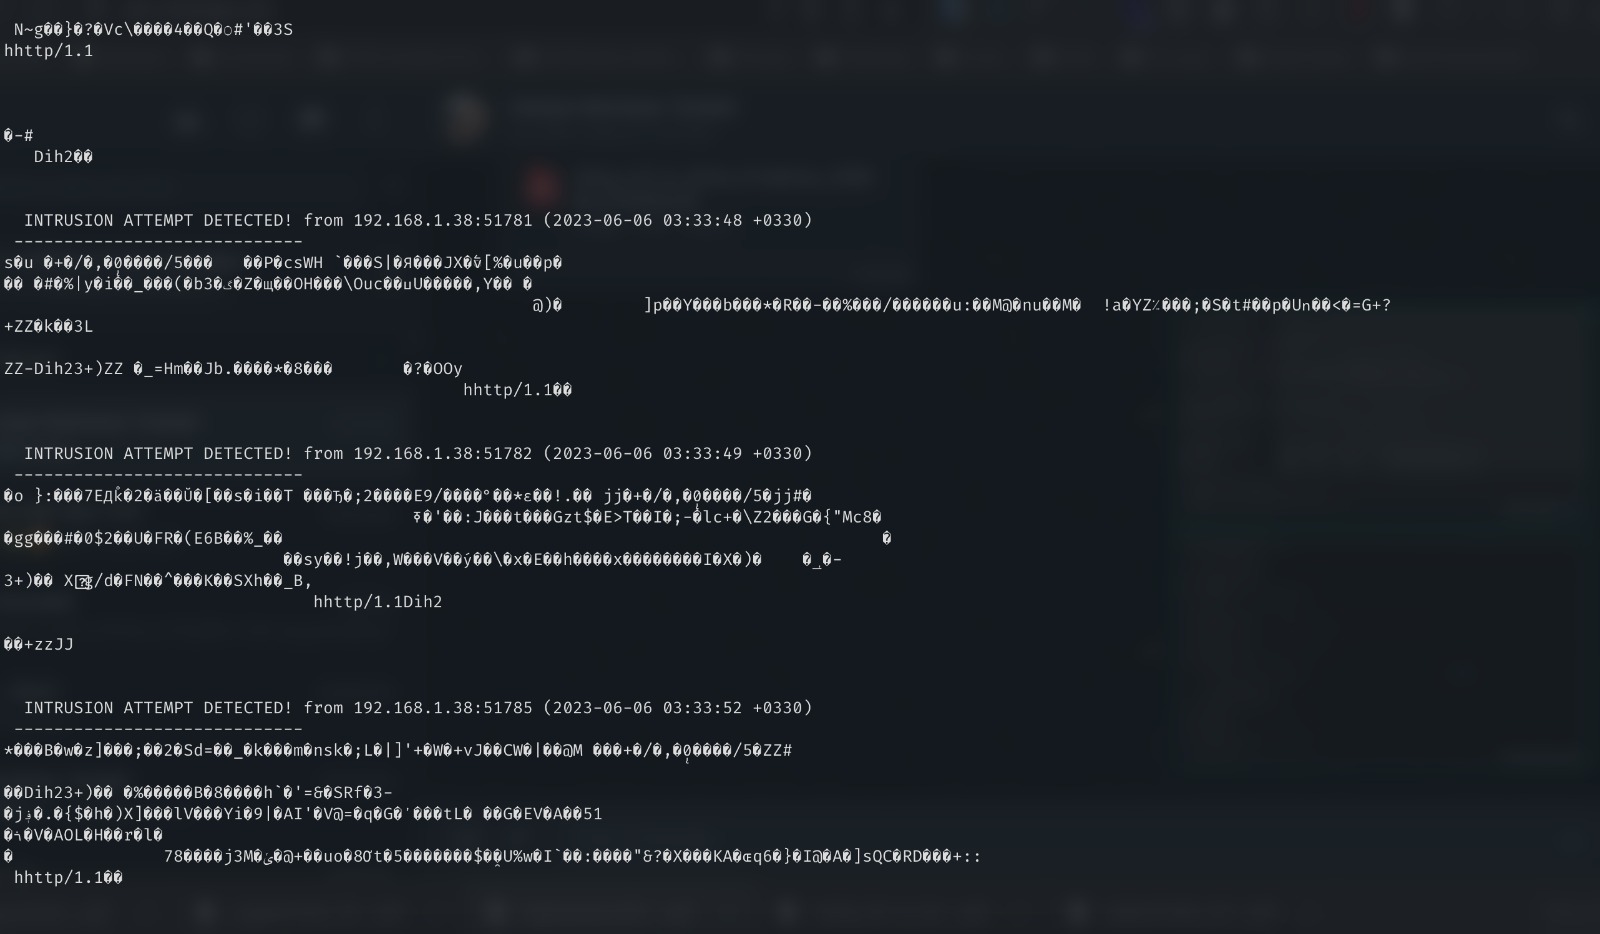 N~g��}�?�Vc\����4��Q�○#'��3S
hhttp/1.1
�-#
Dih2��
INTRUSION ATTEMPT DETECTED! from 192.168.1.38:51781 (2023-06-06 03:33:48 +0330)
-----------------------------
s�u �+�/�,�0����/5��� ��P�csWH `���S|�Я���JX� [%�u��p�
�� �#�%|y�i��_���(�b3� �Z�щ��OH���\Ouc�� U�����,Y�� �
@)� ]p��Y���b���*�R��-��%���/������u:��M@�nu��M� !a�YZ ���;�S�t#��p�Un��<�=G+?
+ZZ�k��3L
ZZ-Dih23+)ZZ �_=Hm��Jb.����*�8��� �?�OOy
hhttp/1.1��
INTRUSION ATTEMPT DETECTED! from 192.168.1.38:51782 (2023-06-06 03:33:49 +0330)
-----------------------------
�o }:���7EДk�2�ä��Ŭ�[��s�i��T ���Ђ�;2����E9/����°��*ε��!.�� jj�+�/�,�0����/5�jj#�
�'��:J���t���Gzt$�E>T��I�;-�lc+�\Z2���G�{"Mc8�
�gg���#�0$2��U�FR�(E6B��%_�� �
��sy��!j��,W���V��ý��\�x�E��h����x��������I�X�)� �_�-
3+)�� X /d�FN��^���K��SXh��_B,
hhttp/1.1Dih2
��+zzJJ
INTRUSION ATTEMPT DETECTED! from 192.168.1.38:51785 (2023-06-06 03:33:52 +0330)
-----------------------------
*���B�w�z]���;��2�Sd=��_�k���m�nsk�;L�|]'+�W�+vJ��CW�|��@M ���+�/�,�0����/5�ZZ#
��Dih23+)�� �%�����B�8����h`�'=&�SRf�3-
�j �.�{$�h�)X]���lV���Yi�9|�AI'�V@=�q�G�'���tL� ��G�EV�A��51
� �V�AOL�H��r�l�
� 78����j3M� �@+��uo�8 t�5�������$��U%w�I`��:����"&?�X���KA� q6�}�I@�A�]sQC�RD���+::
hhttp/1.1��